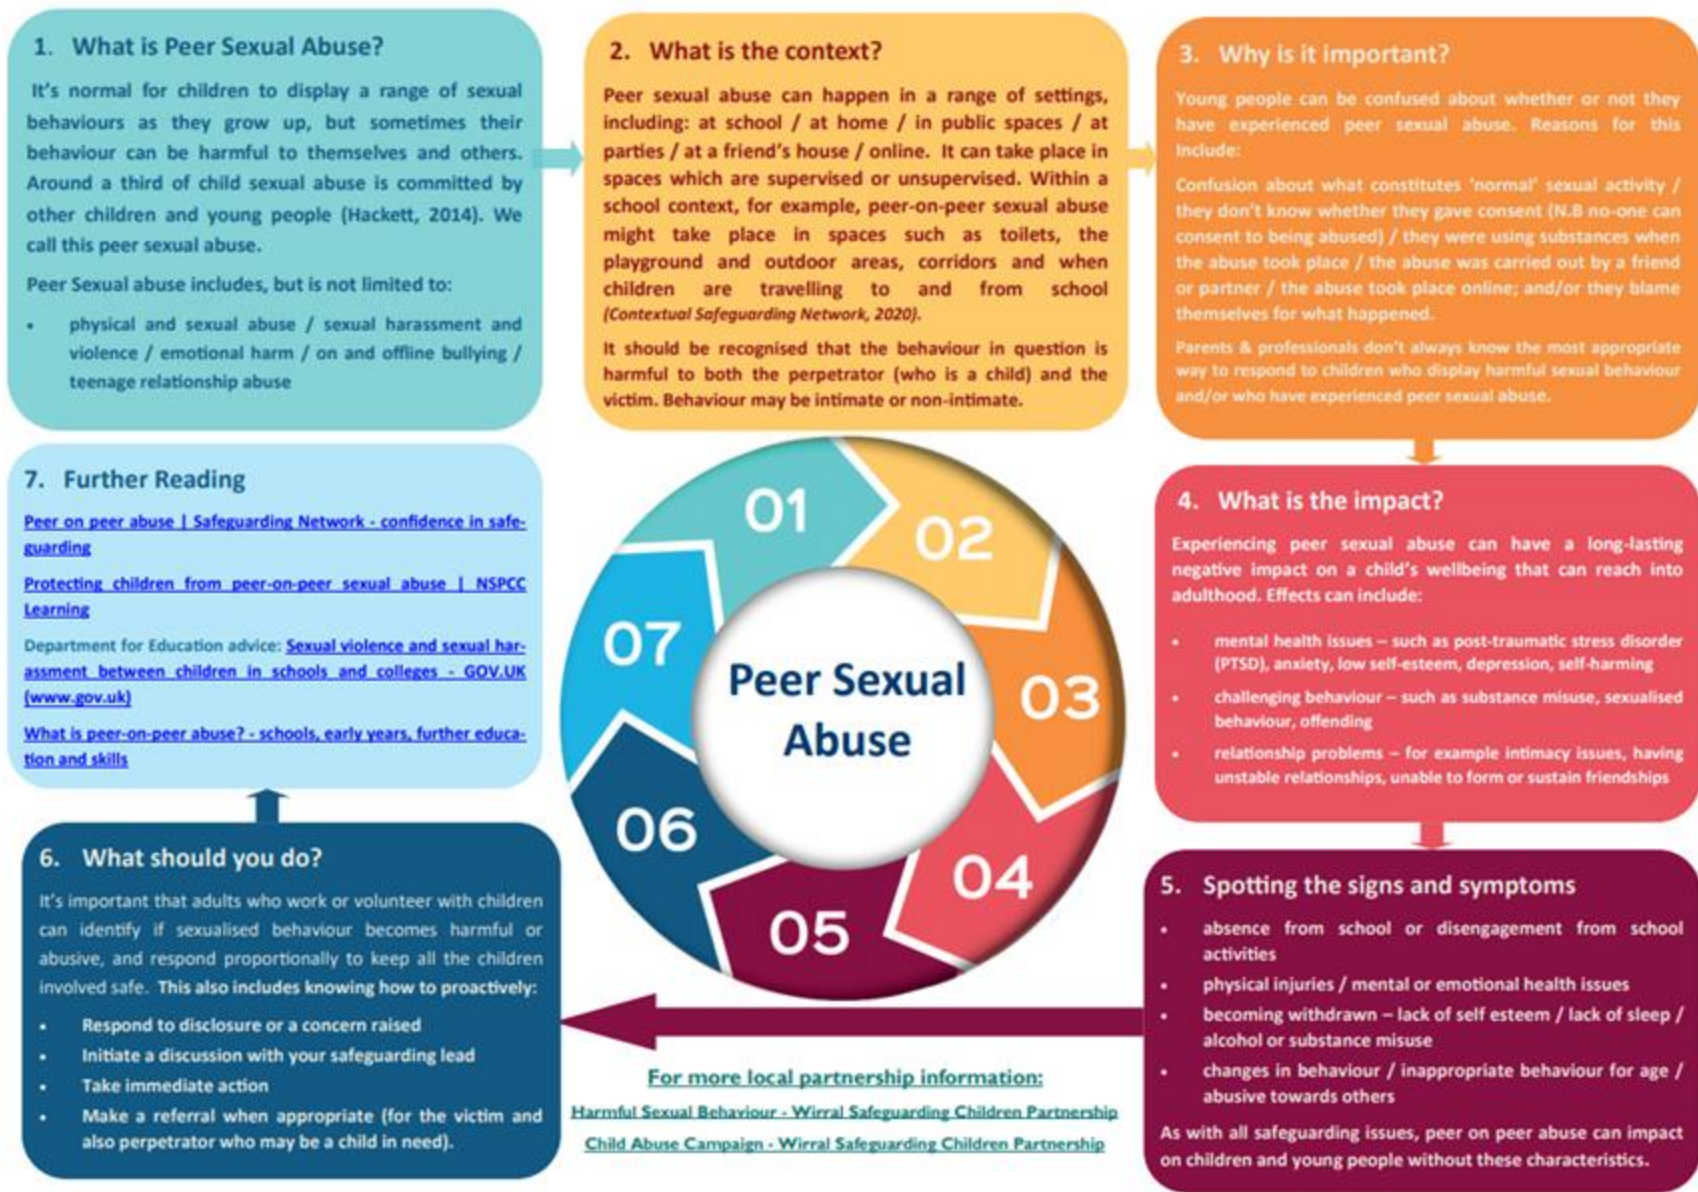 1. What is Peer Sexual Abuse?
It's normal for children to display a range of sexual
behaviours as they grow up, but sometimes their
behaviour can be harmful to themselves and others.
Around a third of child sexual abuse is committed by
other children and young people (Hackett, 2014). We
call this peer sexual abuse.
Peer Sexual abuse includes, but is not limited to:
• physical and sexual abuse / sexual harassment and
violence / emotional harm / on and offline bullying /
teenage relationship abuse
2. What is the context?
Peer sexual abuse can happen in a range of settings,
including: at school / at home / in public spaces / at
parties / at a friend's house / online. It can take place in
spaces which are supervised or unsupervised. Within a
school context, for example, peer-on-peer sexual abuse
might take place in spaces such as toilets, the
playground and outdoor areas, corridors and when
children are travelling to and from school
(Contextual Safeguarding Network, 2020).
It should be recognised that the behaviour in question is
harmful to both the perpetrator (who is a child) and the
victim. Behaviour may be intimate or non-intimate.
3. Why is it important?
Young people can be confused about whether or not they
have experienced peer sexual abuse. Reasons for this
Include:
Confusion about what constitutes 'normal' sexual activity /
they don't know whether they gave consent (N.B no-one can
consent to being abused) / they were using substances when
the abuse took place / the abuse was carried out by a friend
or partner / the abuse took place online; and/or they blame
themselves for what happened.
Parents & professionals don't always know the most appropriate
way to respond to children who display harmful sexual behaviour
and/or who have experienced peer sexual abuse.
4. What is the impact?
Experiencing peer sexual abuse can have a long-lasting
negative impact on a child's wellbeing that can reach into
adulthood. Effects can include:
• mental health issues – such as post-traumatic stress disorder
(PTSD), anxiety, low self-esteem, depression, self-harming
• challenging behaviour – such as substance misuse, sexualised
behaviour, offending
• relationship problems – for example intimacy issues, having
unstable relationships, unable to form or sustain friendships
5. Spotting the signs and symptoms
• absence from school or disengagement from school
activities
• physical injuries / mental or emotional health issues
• becoming withdrawn – lack of self esteem / lack of sleep /
alcohol or substance misuse
• changes in behaviour / inappropriate behaviour for age /
abusive towards others
As with all safeguarding issues, peer on peer abuse can impact
on children and young people without these characteristics.
6. What should you do?
It's important that adults who work or volunteer with children
can identify if sexualised behaviour becomes harmful or
abusive, and respond proportionally to keep all the children
involved safe. This also includes knowing how to proactively:
• Respond to disclosure or a concern raised
• Initiate a discussion with your safeguarding lead
• Take immediate action
• Make a referral when appropriate (for the victim and
also perpetrator who may be a child in need).
7. Further Reading
Peer on peer abuse | Safeguarding Network - confidence in safe-
guarding
Protecting children from peer-on-peer sexual abuse | NSPCC
Learning
Department for Education advice: Sexual violence and sexual har-
assment between children in schools and colleges - GOV.UK
(www.gov.uk)
What is peer-on-peer abuse? - schools, early years, further educa-
tion and skills
01
02
03
04
05
06
07
Peer Sexual
Abuse
For more local partnership information:
Harmful Sexual Behaviour - Wirral Safeguarding Children Partnership
Child Abuse Campaign - Wirral Safeguarding Children Partnership